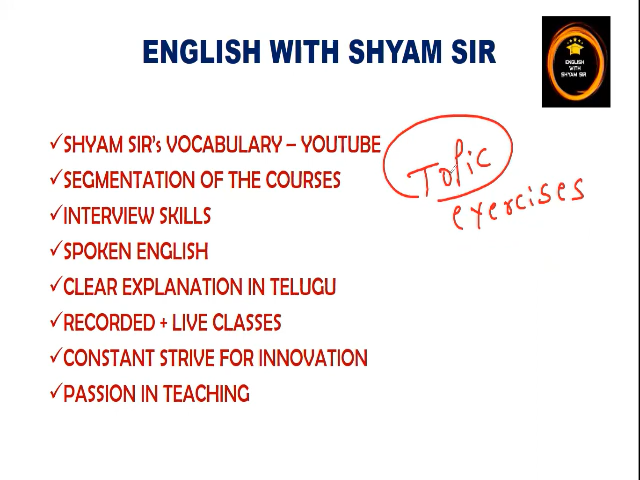 ENGLISH WITH SHYAM SIR
ENGLISH
WITH
SHYAM SIR
✓SHYAM SIR's VOCABULARY – YOUTUBE
✓SEGMENTATION OF THE COURSES
✓INTERVIEW SKILLS
✓SPOKEN ENGLISH
✓CLEAR EXPLANATION IN TELUGU
✓RECORDED + LIVE CLASSES
✓CONSTANT STRIVE FOR INNOVATION
✓PASSION IN TEACHING
Topic
exercises